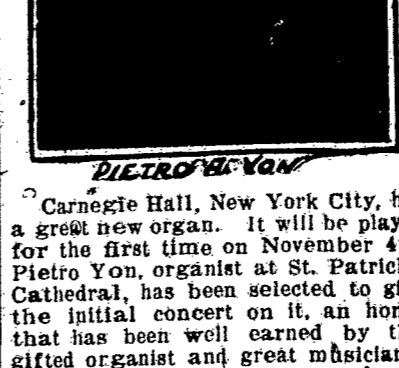 PIETRO A. YON
Carnegie Hall, New York City, h
a great new organ. It will be play
for the first time on November 4
Pietro Yon, organist at St. Patric
Cathedral, has been selected to gi
the initial concert on it, an hon
that has been well earned by t
gifted organist and great musician